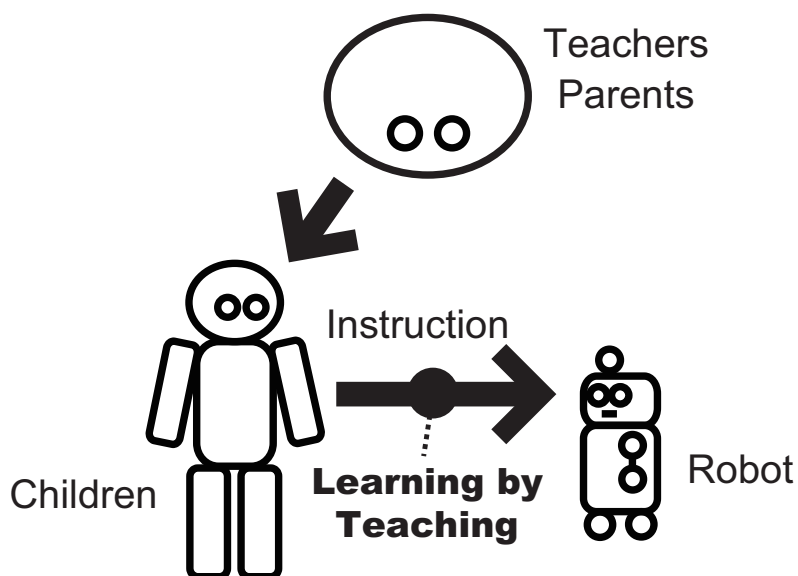 Teachers
Parents
Instruction
Learning by
Teaching
Children
Robot